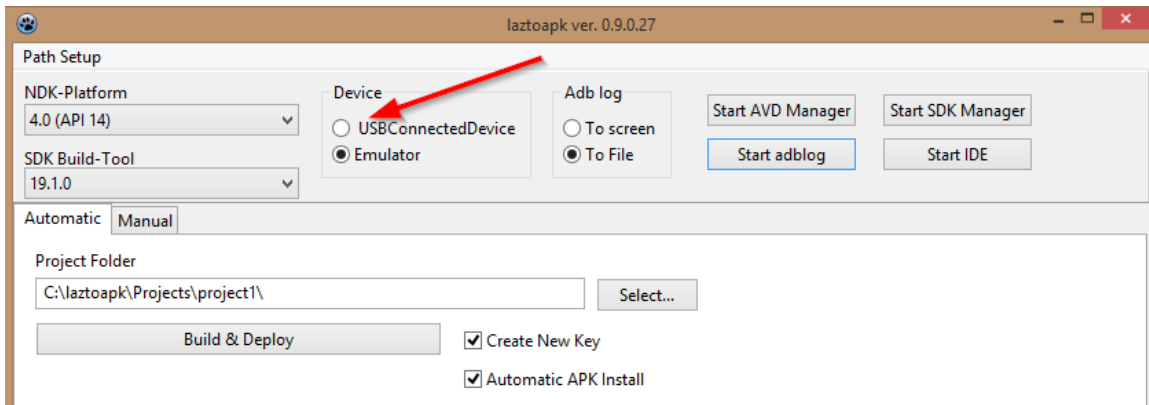 laztoapk ver. 0.9.0.27
Path Setup
NDK-Platform
4.0 (API 14)
SDK Build-Tool
19.1.0
Device
USBConnectedDevice
Emulator
Adb log
To screen
To File
Start AVD Manager
Start SDK Manager
Start adblog
Start IDE
Automatic
Manual
Project Folder
C:\laztoapk\Projects\project1\
Select...
Build & Deploy
Create New Key
Automatic APK Install